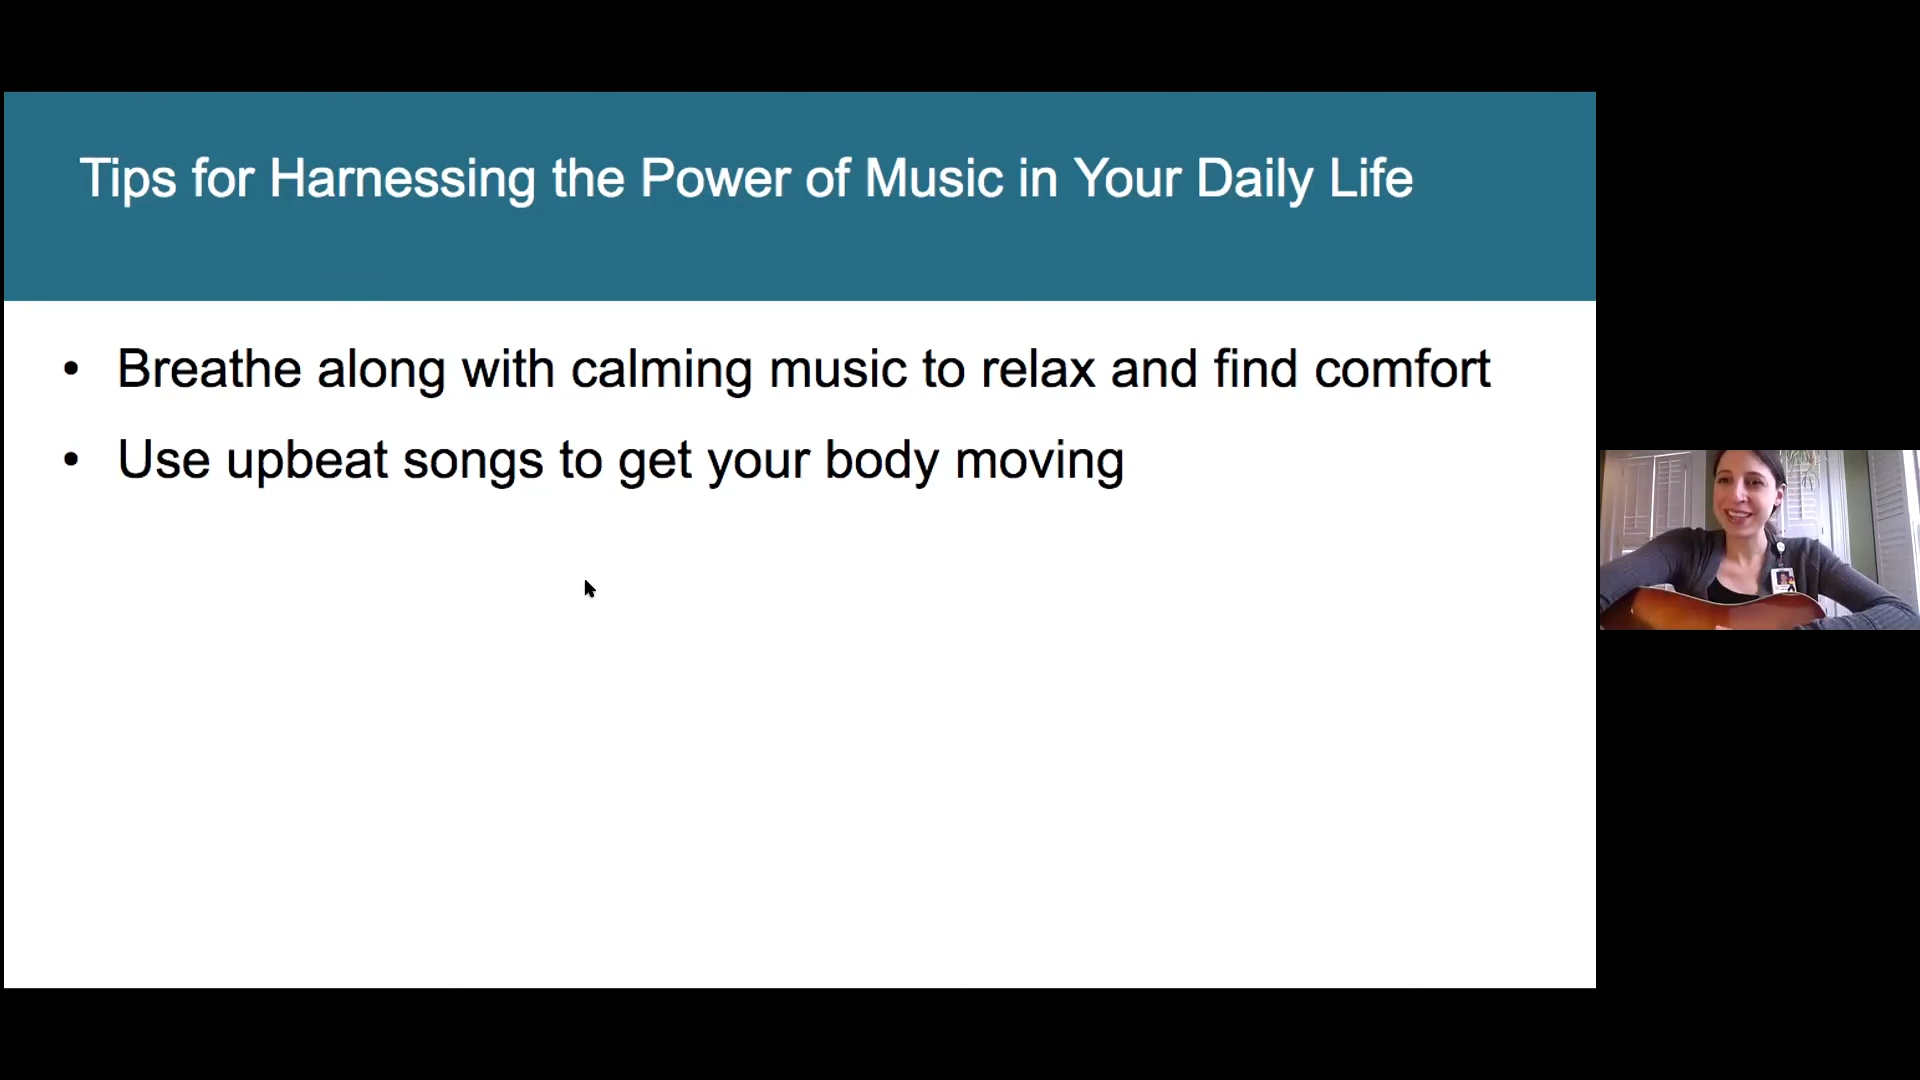 Tips for Harnessing the Power of Music in Your Daily Life
• Breathe along with calming music to relax and find comfort
• Use upbeat songs to get your body moving